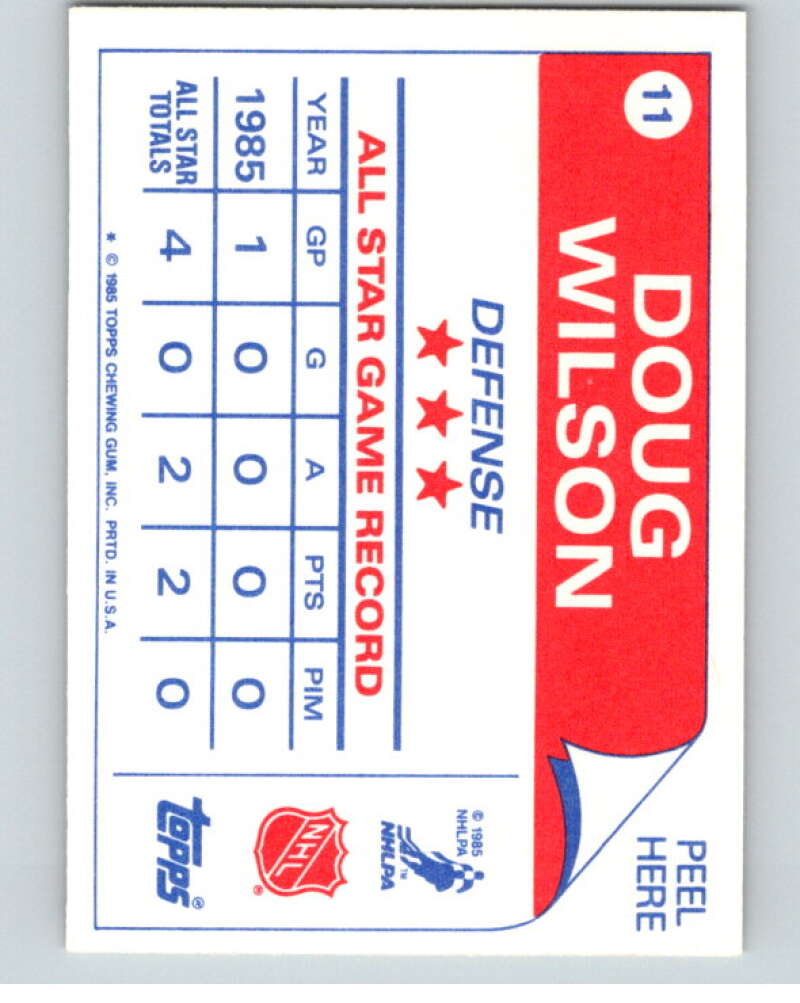 11
DOUG
WILSON
PEEL
HERE
DEFENSE
ALL STAR GAME RECORD
YEAR GP G A PTS PIM
1985 1 0 0 0 0
ALL STAR
TOTALS 4 0 2 2 0
* © 1985 TOPPS CHEWING GUM, INC. PRTD. IN U.S.A.
© 1985
NHLPA
NHLPA™
NHL®
topps®